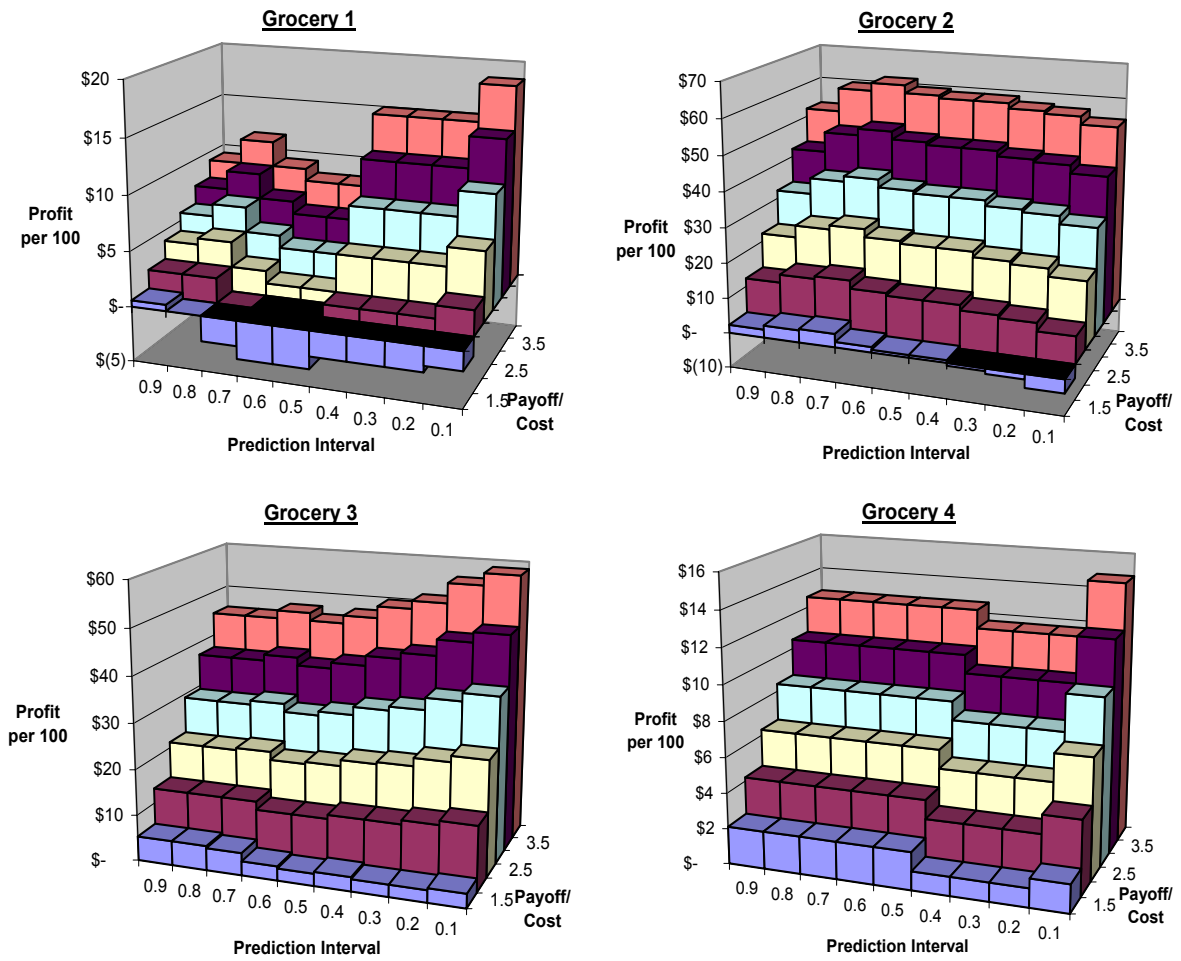 Grocery 1
$20
$15
$10
$5
$-
$(5)
Profit
per 100
0.9 0.8 0.7 0.6 0.5 0.4 0.3 0.2 0.1
Prediction Interval
1.5 2.5 3.5
Payoff/
Cost
Grocery 2
$70
$60
$50
$40
$30
$20
$10
$-
$(10)
Profit
per 100
0.9 0.8 0.7 0.6 0.5 0.4 0.3 0.2 0.1
Prediction Interval
1.5 2.5 3.5
Payoff/
Cost
Grocery 3
$60
$50
$40
$30
$20
$10
$-
Profit
per 100
0.9 0.8 0.7 0.6 0.5 0.4 0.3 0.2 0.1
Prediction Interval
1.5 2.5 3.5
Payoff/
Cost
Grocery 4
$16
$14
$12
$10
$8
$6
$4
$2
$-
Profit
per 100
0.9 0.8 0.7 0.6 0.5 0.4 0.3 0.2 0.1
Prediction Interval
1.5 2.5 3.5
Payoff/
Cost